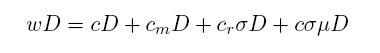 wD = cD + c_mD + c_rσD + cσμD